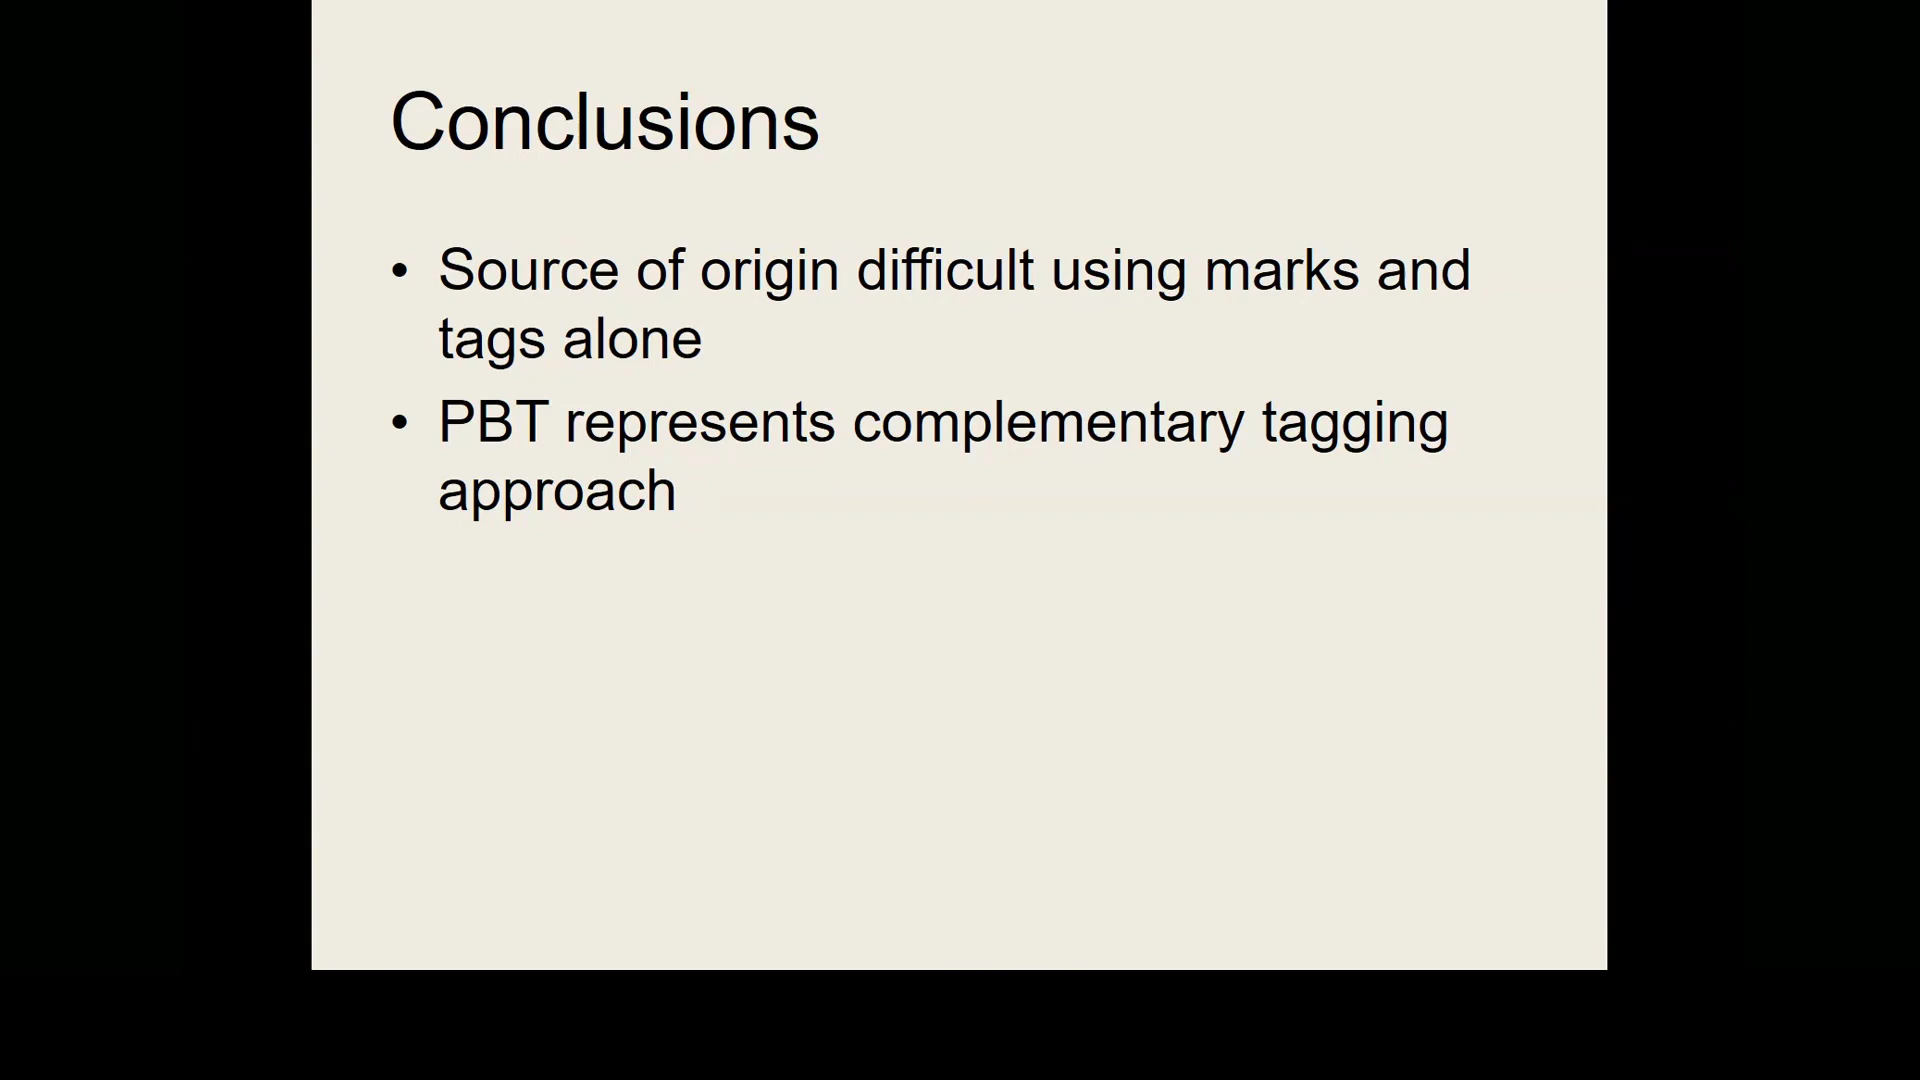 Conclusions
• Source of origin difficult using marks and
tags alone
• PBT represents complementary tagging
approach